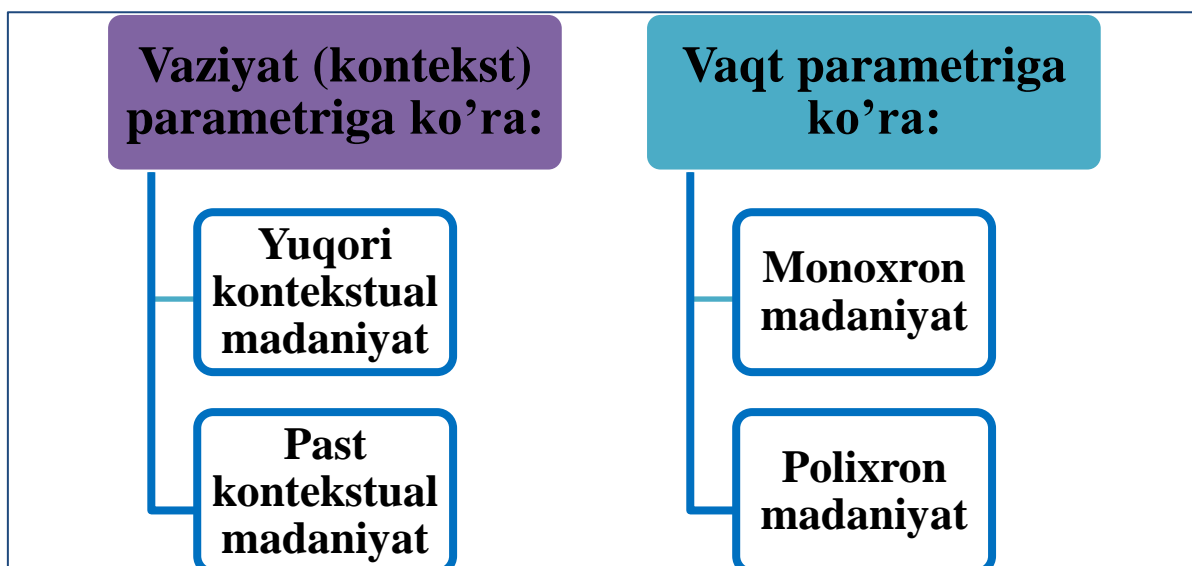 Vaziyat (kontekst)
parametriga ko’ra:
Yuqori
kontekstual
madaniyat
Past
kontekstual
madaniyat
Vaqt parametriga
ko’ra:
Monoxron
madaniyat
Polixron
madaniyat